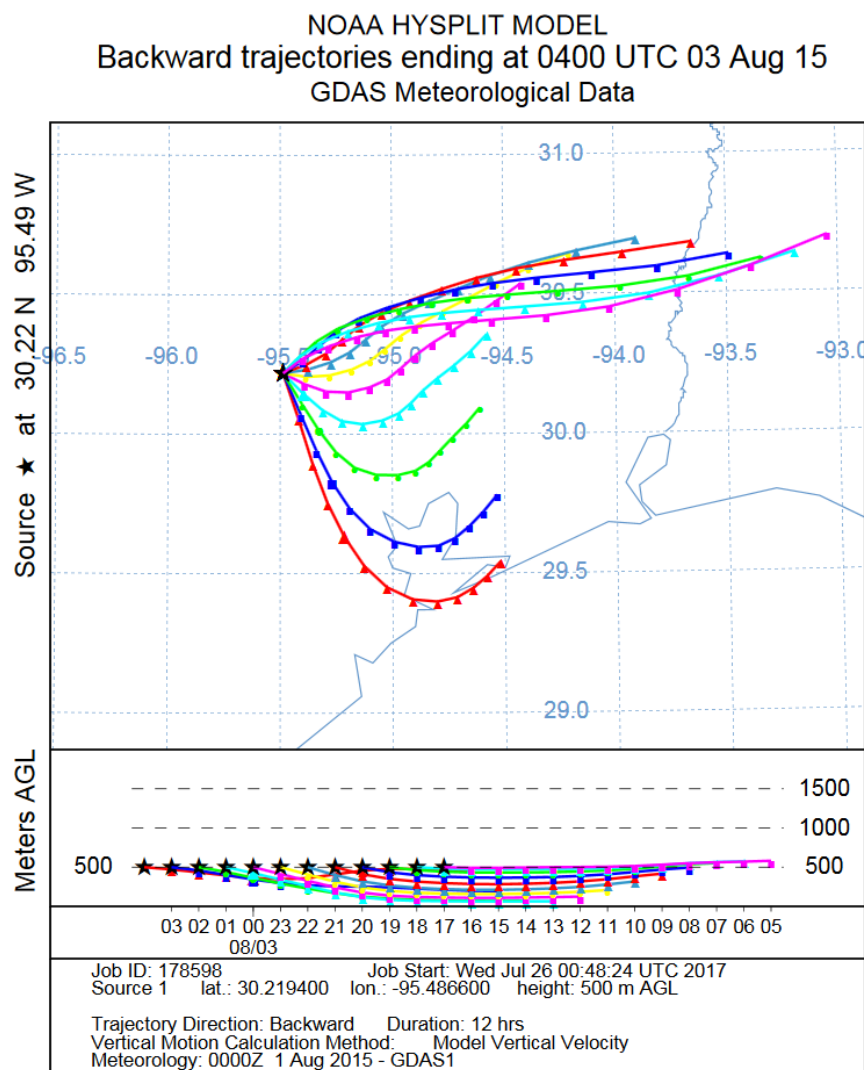 NOAA HYSPLIT MODEL
Backward trajectories ending at 0400 UTC 03 Aug 15
GDAS Meteorological Data
Source ★ at 30.22 N 95.49 W
31.0
30.5
-96.5 -96.0 -95.5 -95.0 -94.5 -94.0 -93.5 -93.0
30.0
29.5
29.0
Meters AGL
1500
1000
500 500
03 02 01 00 23 22 21 20 19 18 17 16 15 14 13 12 11 10 09 08 07 06 05
08/03
Job ID: 178598 Job Start: Wed Jul 26 00:48:24 UTC 2017
Source 1 lat.: 30.219400 lon.: -95.486600 height: 500 m AGL
Trajectory Direction: Backward Duration: 12 hrs
Vertical Motion Calculation Method: Model Vertical Velocity
Meteorology: 0000Z 1 Aug 2015 - GDAS1